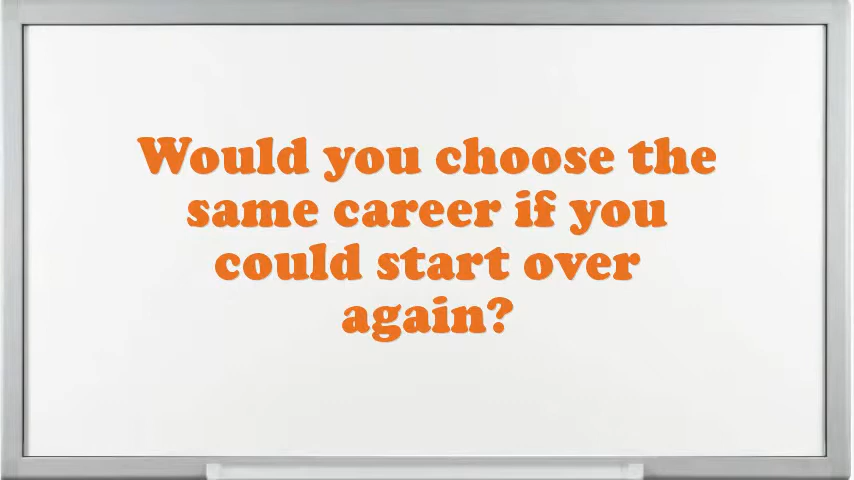 Would you choose the
same career if you
could start over
again?